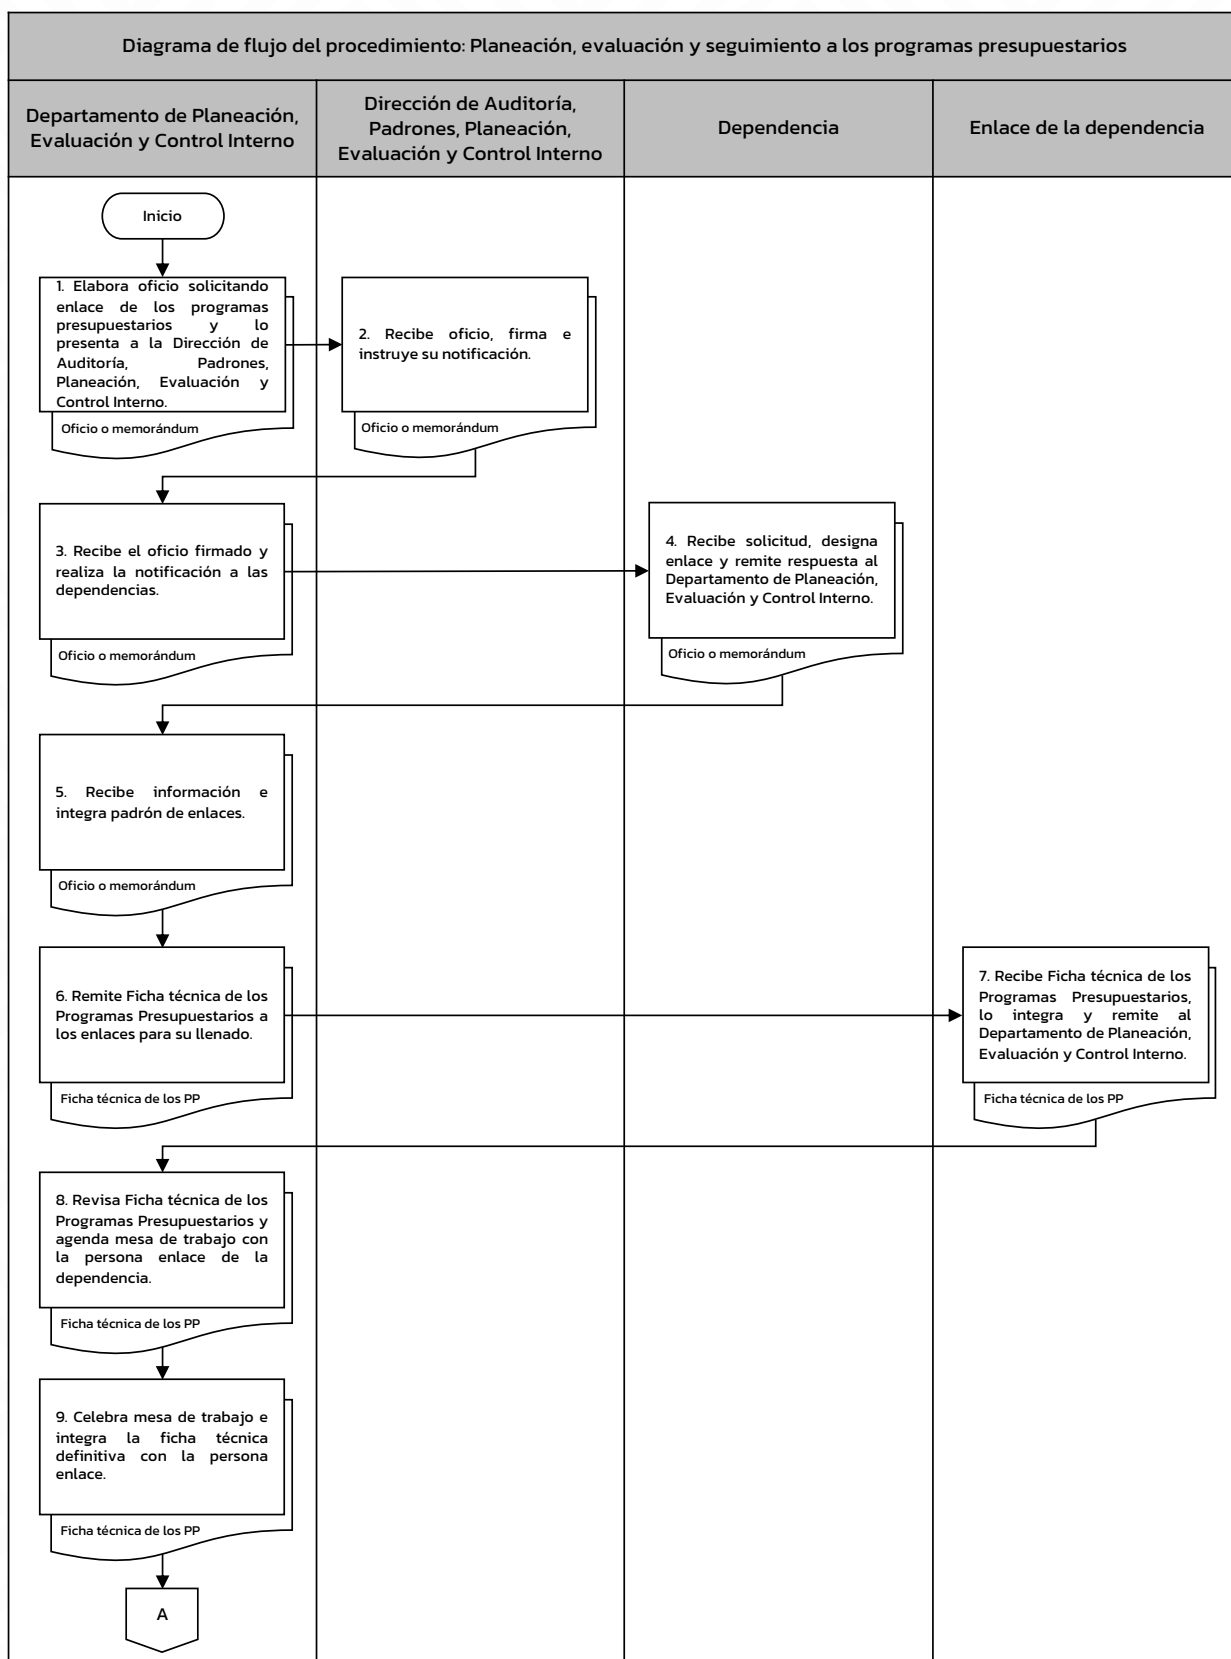 Diagrama de flujo del procedimiento: Planeación, evaluación y seguimiento a los programas presupuestarios
Departamento de Planeación,
Evaluación y Control Interno
Dirección de Auditoría,
Padrones, Planeación,
Evaluación y Control Interno
Dependencia
Enlace de la dependencia
Inicio
1. Elabora oficio solicitando
enlace de los programas
presupuestarios y lo
presenta a la Dirección de
Auditoría, Padrones,
Planeación, Evaluación y
Control Interno.
Oficio o memorándum
2. Recibe oficio, firma e
instruye su notificación.
Oficio o memorándum
3. Recibe el oficio firmado y
realiza la notificación a las
dependencias.
Oficio o memorándum
4. Recibe solicitud, designa
enlace y remite respuesta al
Departamento de Planeación,
Evaluación y Control Interno.
Oficio o memorándum
5. Recibe información e
integra padrón de enlaces.
Oficio o memorándum
6. Remite Ficha técnica de los
Programas Presupuestarios a
los enlaces para su llenado.
Ficha técnica de los PP
7. Recibe Ficha técnica de los
Programas Presupuestarios,
lo integra y remite al
Departamento de Planeación,
Evaluación y Control Interno.
Ficha técnica de los PP
8. Revisa Ficha técnica de los
Programas Presupuestarios y
agenda mesa de trabajo con
la persona enlace de la
dependencia.
Ficha técnica de los PP
9. Celebra mesa de trabajo e
integra la ficha técnica
definitiva con la persona
enlace.
Ficha técnica de los PP
A